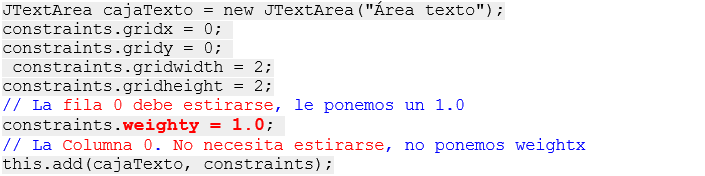 JTextArea cajaTexto = new JTextArea("Área texto");
constraints.gridx = 0;
constraints.gridy = 0;
constraints.gridwidth = 2;
constraints.gridheight = 2;
// La fila 0 debe estirarse, le ponemos un 1.0
constraints.weighty = 1.0;
// La Columna 0. No necesita estirarse, no ponemos weightx
this.add(cajaTexto, constraints);